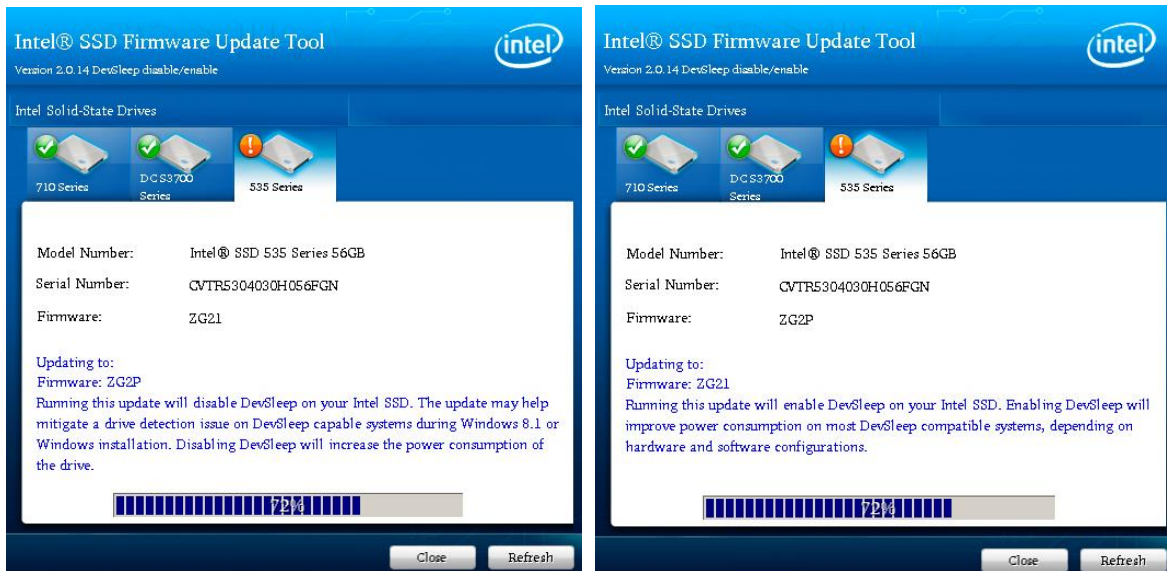 Intel® SSD Firmware Update Tool
intel
Version 2.0.14 DevSleep disable/enable
Intel Solid-State Drives
710 Series
DC S3700
Series
535 Series
Model Number: Intel® SSD 535 Series 56GB
Serial Number: CVTR5304030H056FGN
Firmware: ZG21
Updating to:
Firmware: ZG2P
Running this update will disable DevSleep on your Intel SSD. The update may help
mitigate a drive detection issue on DevSleep capable systems during Windows 8.1 or
Windows installation. Disabling DevSleep will increase the power consumption of
the drive.
72%
Close Refresh
Intel® SSD Firmware Update Tool
intel
Version 2.0.14 DevSleep disable/enable
Intel Solid-State Drives
710 Series
DC S3700
Series
535 Series
Model Number: Intel® SSD 535 Series 56GB
Serial Number: CVTR5304030H056FGN
Firmware: ZG2P
Updating to:
Firmware: ZG21
Running this update will enable DevSleep on your Intel SSD. Enabling DevSleep will
improve power consumption on most DevSleep compatible systems, depending on
hardware and software configurations.
72%
Close Refresh